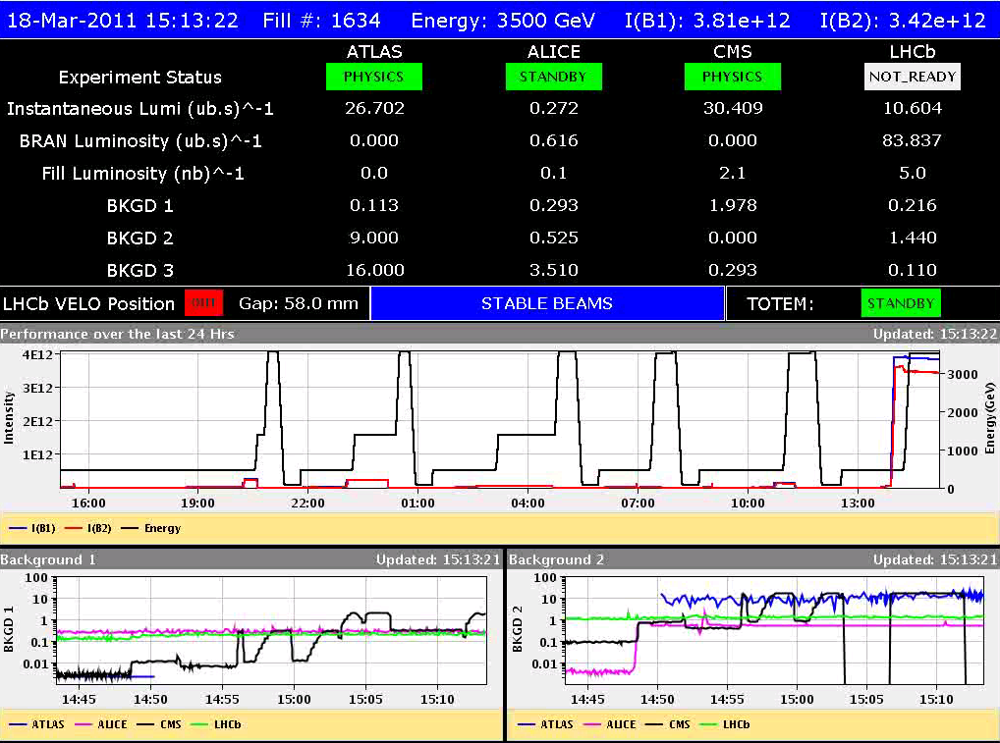 18-Mar-2011 15:13:22 Fill #: 1634 Energy: 3500 GeV I(B1): 3.81e+12 I(B2): 3.42e+12
ATLAS ALICE CMS LHCb
Experiment Status PHYSICS STANDBY PHYSICS NOT_READY
Instantaneous Lumi (ub.s)^-1 26.702 0.272 30.409 10.604
BRAN Luminosity (ub.s)^-1 0.000 0.616 0.000 83.837
Fill Luminosity (nb)^-1 0.0 0.1 2.1 5.0
BKGD 1 0.113 0.293 1.978 0.216
BKGD 2 9.000 0.525 0.000 1.440
BKGD 3 16.000 3.510 0.293 0.110
LHCb VELO Position OUT Gap: 58.0 mm STABLE BEAMS TOTEM: STANDBY
Performance over the last 24 Hrs Updated: 15:13:22
4E12
3E12 3000
2E12 2000
1E12 1000
0
Intensity
Energy(GeV)
16:00 19:00 22:00 01:00 04:00 07:00 10:00 13:00
I(B1) I(B2) Energy
Background 1 Updated: 15:13:21
100
10
1
0.1
0.01
BKGD 1
14:45 14:50 14:55 15:00 15:05 15:10
ATLAS ALICE CMS LHCb
Background 2 Updated: 15:13:21
100
10
1
0.1
0.01
BKGD 2
14:45 14:50 14:55 15:00 15:05 15:10
ATLAS ALICE CMS LHCb